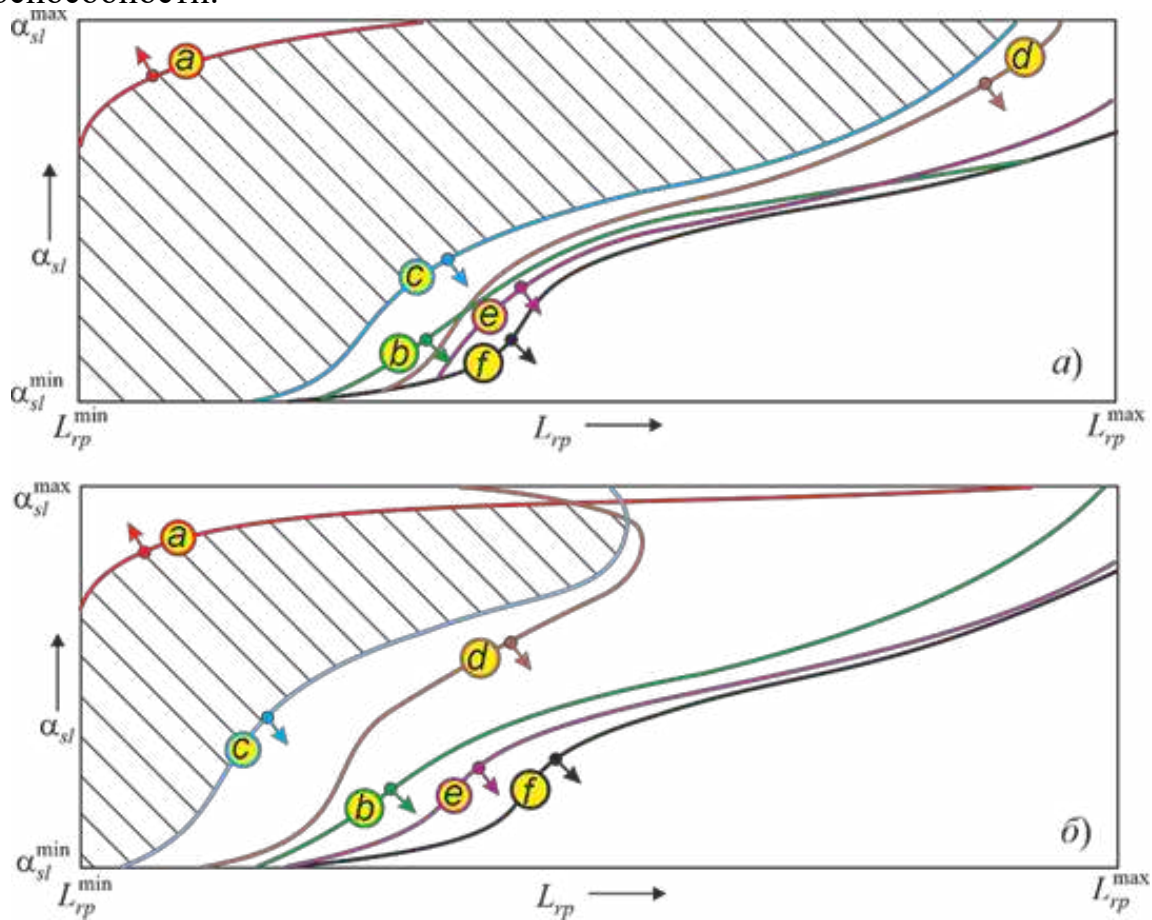 α_sl^max
a
d
c
e
b
f
α_sl
а)
α_sl^min
L_rp^min
L_rp
L_rp^max
α_sl^max
a
d
α_sl
c
b
e
f
б)
α_sl^min
L_rp^min
L_rp
L_rp^max